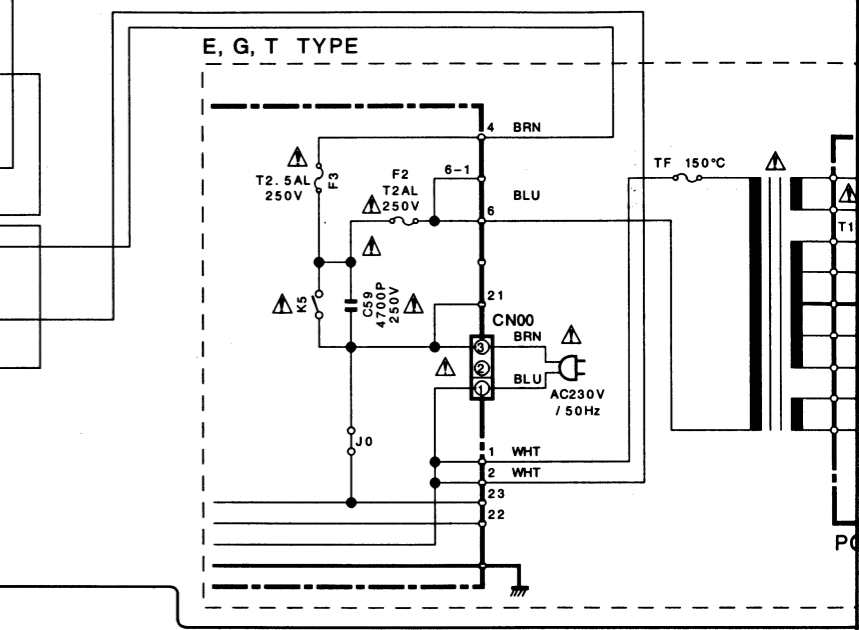 E, G, T TYPE
4 BRN
TF 150°C
T2.5AL
250V
F3
F2
T2AL
250V
6-1
BLU
6
T1
K5
C59
4700P
250V
21
CN00
BRN
3
2
1
BLU
AC230V
/ 50Hz
J0
1 WHT
2 WHT
23
22